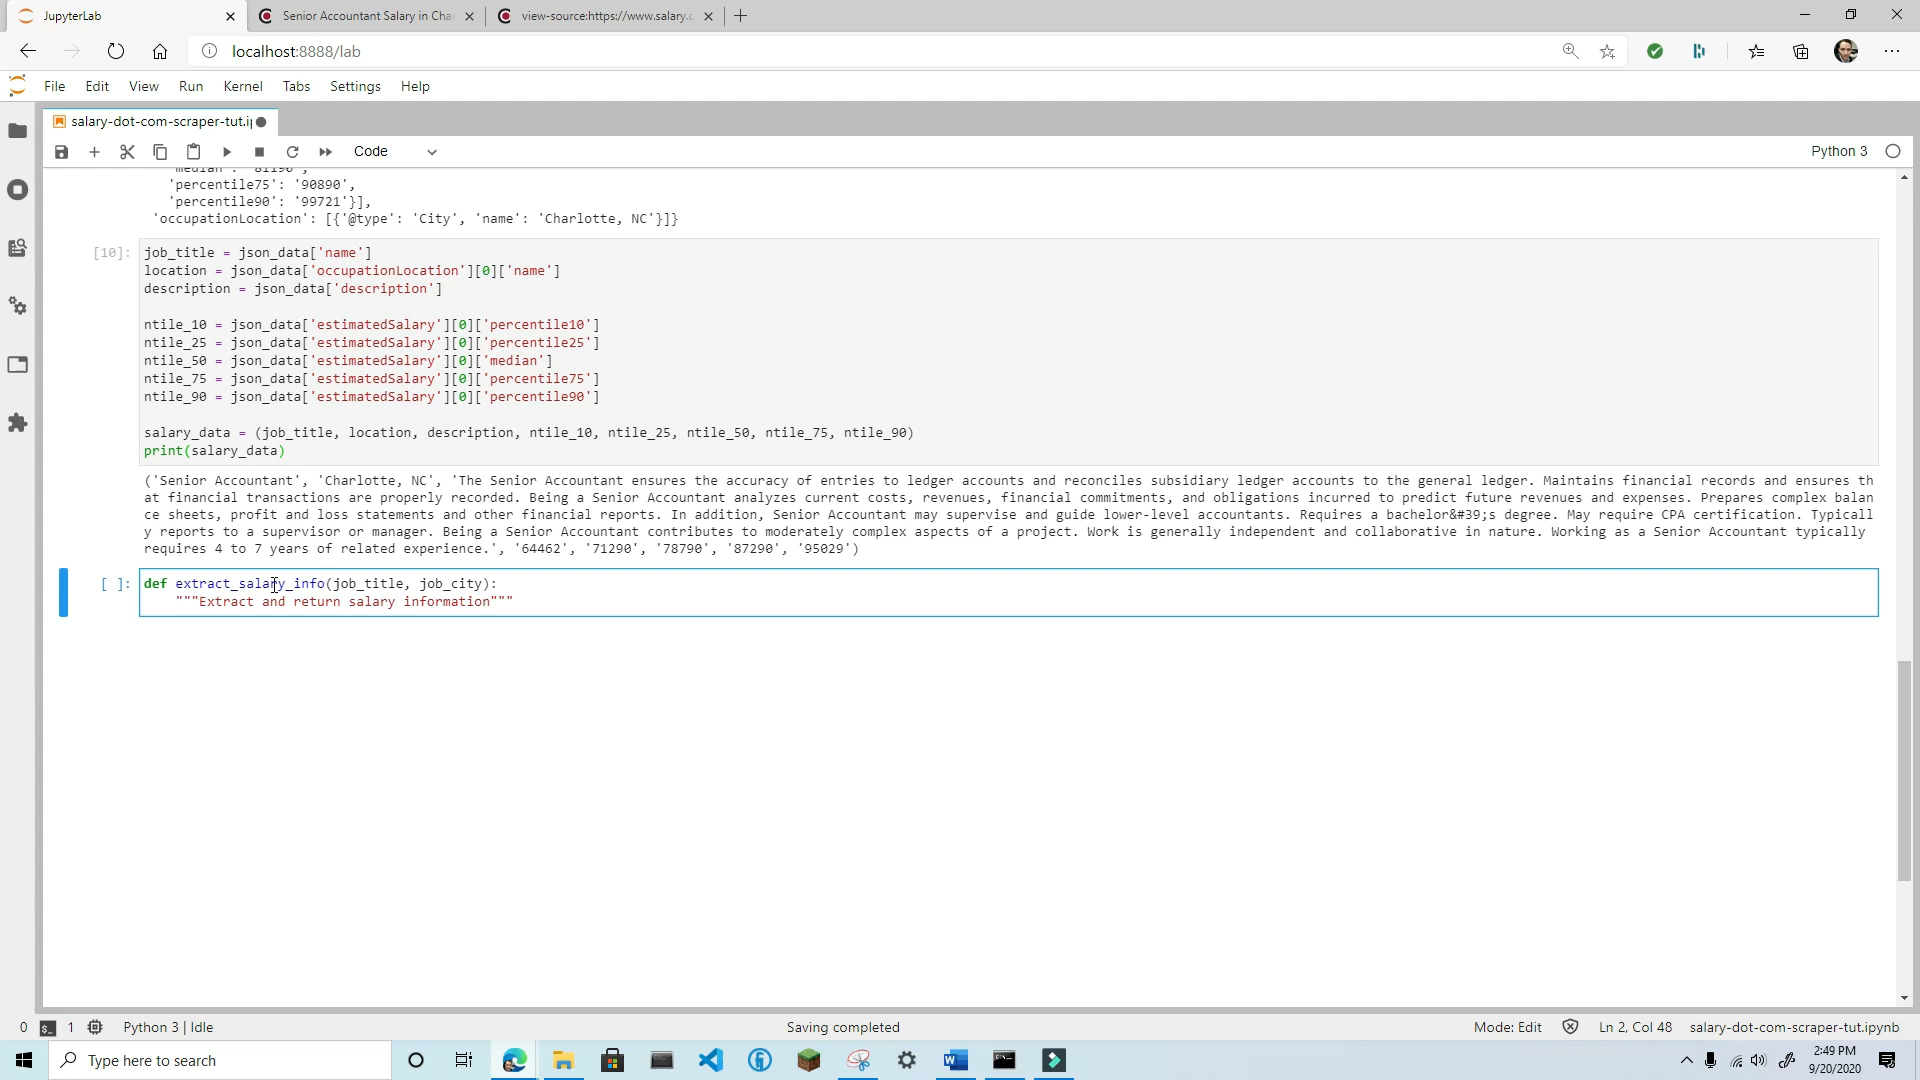 JupyterLab
Senior Accountant Salary in Cha
view-source:https://www.salary.c
localhost:8888/lab
File Edit View Run Kernel Tabs Settings Help
salary-dot-com-scraper-tut.i
Code
Python 3
'median': '81190',
'percentile75': '90890',
'percentile90': '99721'}],
'occupationLocation': [{'@type': 'City', 'name': 'Charlotte, NC'}]}
[10]:
job_title = json_data['name']
location = json_data['occupationLocation'][0]['name']
description = json_data['description']
ntile_10 = json_data['estimatedSalary'][0]['percentile10']
ntile_25 = json_data['estimatedSalary'][0]['percentile25']
ntile_50 = json_data['estimatedSalary'][0]['median']
ntile_75 = json_data['estimatedSalary'][0]['percentile75']
ntile_90 = json_data['estimatedSalary'][0]['percentile90']
salary_data = (job_title, location, description, ntile_10, ntile_25, ntile_50, ntile_75, ntile_90)
print(salary_data)
('Senior Accountant', 'Charlotte, NC', 'The Senior Accountant ensures the accuracy of entries to ledger accounts and reconciles subsidiary ledger accounts to the general ledger. Maintains financial records and ensures th
at financial transactions are properly recorded. Being a Senior Accountant analyzes current costs, revenues, financial commitments, and obligations incurred to predict future revenues and expenses. Prepares complex balan
ce sheets, profit and loss statements and other financial reports. In addition, Senior Accountant may supervise and guide lower-level accountants. Requires a bachelor&#39;s degree. May require CPA certification. Typicall
y reports to a supervisor or manager. Being a Senior Accountant contributes to moderately complex aspects of a project. Work is generally independent and collaborative in nature. Working as a Senior Accountant typically
requires 4 to 7 years of related experience.', '64462', '71290', '78790', '87290', '95029')
[ ]:
def extract_salary_info(job_title, job_city):
"""Extract and return salary information"""
0 1 Python 3 | Idle
Saving completed
Mode: Edit
Ln 2, Col 48
salary-dot-com-scraper-tut.ipynb
Type here to search
2:49 PM
9/20/2020